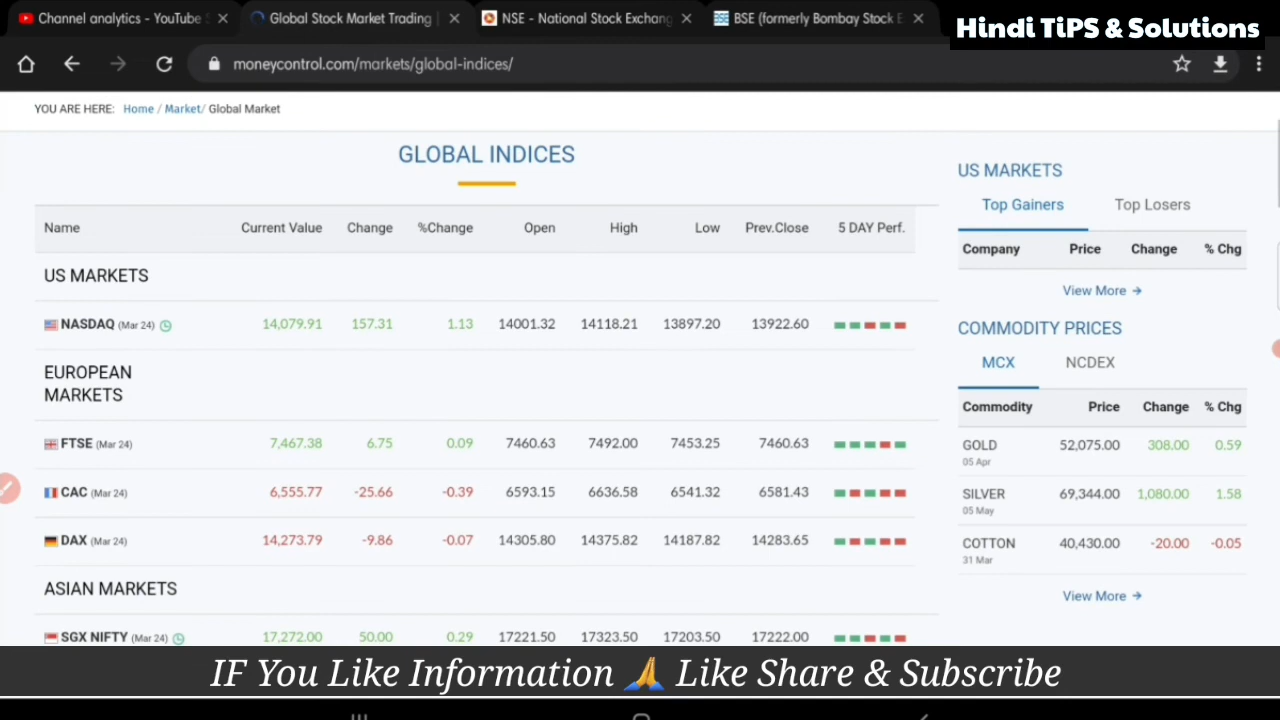 Channel analytics - YouTube S
Global Stock Market Trading |
NSE - National Stock Exchang
BSE (formerly Bombay Stock E
Hindi TiPS & Solutions
moneycontrol.com/markets/global-indices/
YOU ARE HERE: Home / Market/ Global Market
GLOBAL INDICES
Name Current Value Change %Change Open High Low Prev.Close 5 DAY Perf.
US MARKETS
NASDAQ (Mar 24) 14,079.91 157.31 1.13 14001.32 14118.21 13897.20 13922.60
EUROPEAN
MARKETS
FTSE (Mar 24) 7,467.38 6.75 0.09 7460.63 7492.00 7453.25 7460.63
CAC (Mar 24) 6,555.77 -25.66 -0.39 6593.15 6636.58 6541.32 6581.43
DAX (Mar 24) 14,273.79 -9.86 -0.07 14305.80 14375.82 14187.82 14283.65
ASIAN MARKETS
SGX NIFTY (Mar 24) 17,272.00 50.00 0.29 17221.50 17323.50 17203.50 17222.00
US MARKETS
Top Gainers Top Losers
Company Price Change % Chg
View More →
COMMODITY PRICES
MCX NCDEX
Commodity Price Change % Chg
GOLD 52,075.00 308.00 0.59
05 Apr
SILVER 69,344.00 1,080.00 1.58
05 May
COTTON 40,430.00 -20.00 -0.05
31 Mar
View More →
IF You Like Information 🙏 Like Share & Subscribe